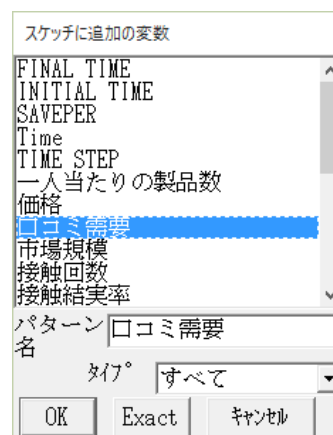 スケッチに追加の変数
FINAL TIME
INITIAL TIME
SAVEPER
Time
TIME STEP
一人当たりの製品数
価格
口コミ需要
市場規模
接触回数
接触結実率
パターン名 口コミ需要
タイプ すべて
OK Exact キャンセル